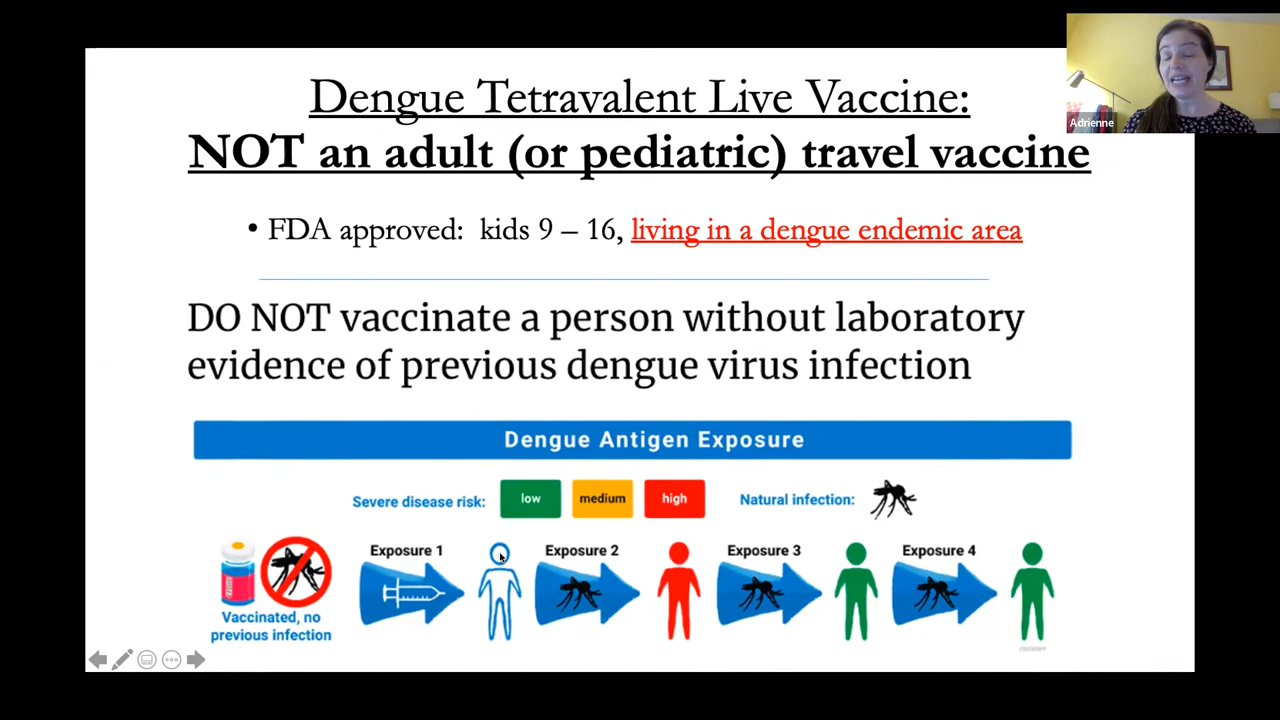 Dengue Tetravalent Live Vaccine:
NOT an adult (or pediatric) travel vaccine
Adrienne
• FDA approved: kids 9 – 16, living in a dengue endemic area
DO NOT vaccinate a person without laboratory
evidence of previous dengue virus infection
Dengue Antigen Exposure
Severe disease risk: low medium high Natural infection:
Exposure 1 Exposure 2 Exposure 3 Exposure 4
Vaccinated, no
previous infection